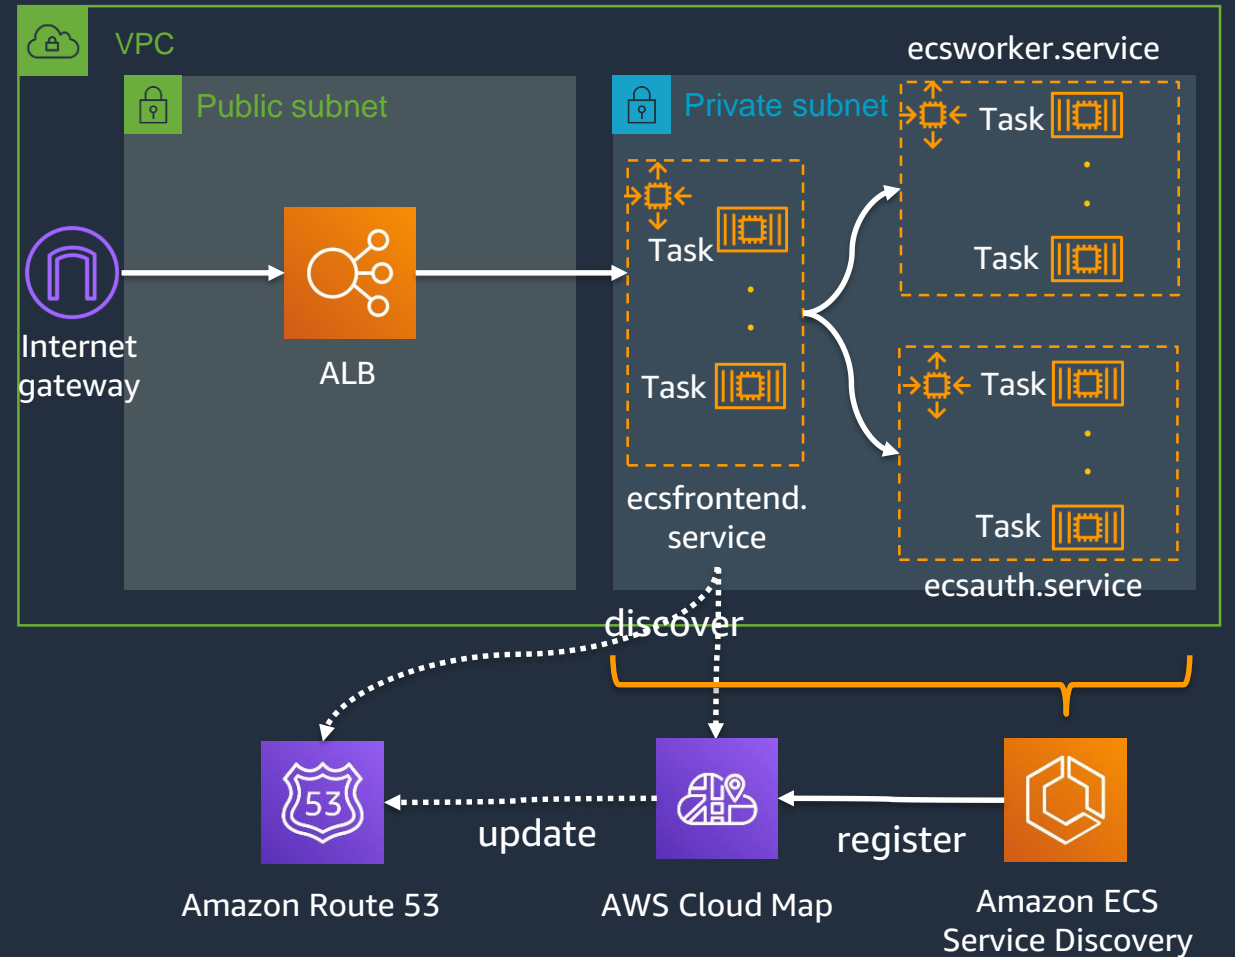 VPC
ecsworker.service
Public subnet
Private subnet
Task
Task
Task
Task
Internet
gateway
ALB
Task
Task
ecsfrontend.
service
Task
ecsauth.service
discover
53
update
register
Amazon Route 53
AWS Cloud Map
Amazon ECS
Service Discovery